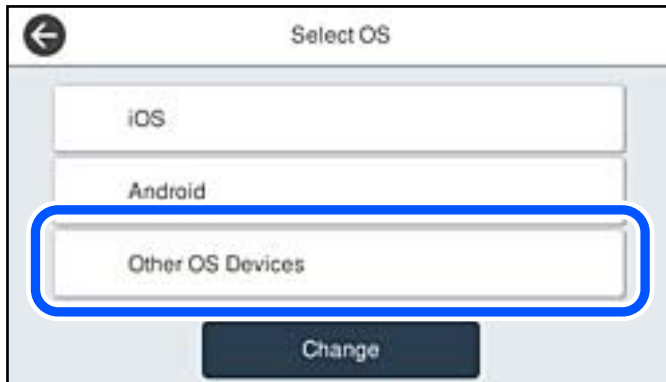 Select OS
iOS
Android
Other OS Devices
Change